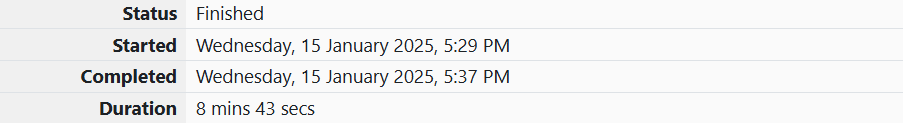 Status Finished
Started Wednesday, 15 January 2025, 5:29 PM
Completed Wednesday, 15 January 2025, 5:37 PM
Duration 8 mins 43 secs